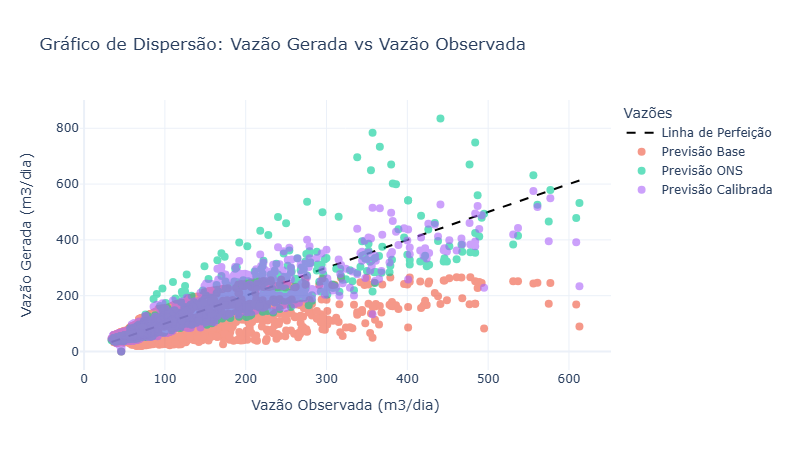 Gráfico de Dispersão: Vazão Gerada vs Vazão Observada
Vazões
Linha de Perfeição
Previsão Base
Previsão ONS
Previsão Calibrada
Vazão Gerada (m3/dia)
800
600
400
200
0
0 100 200 300 400 500 600
Vazão Observada (m3/dia)